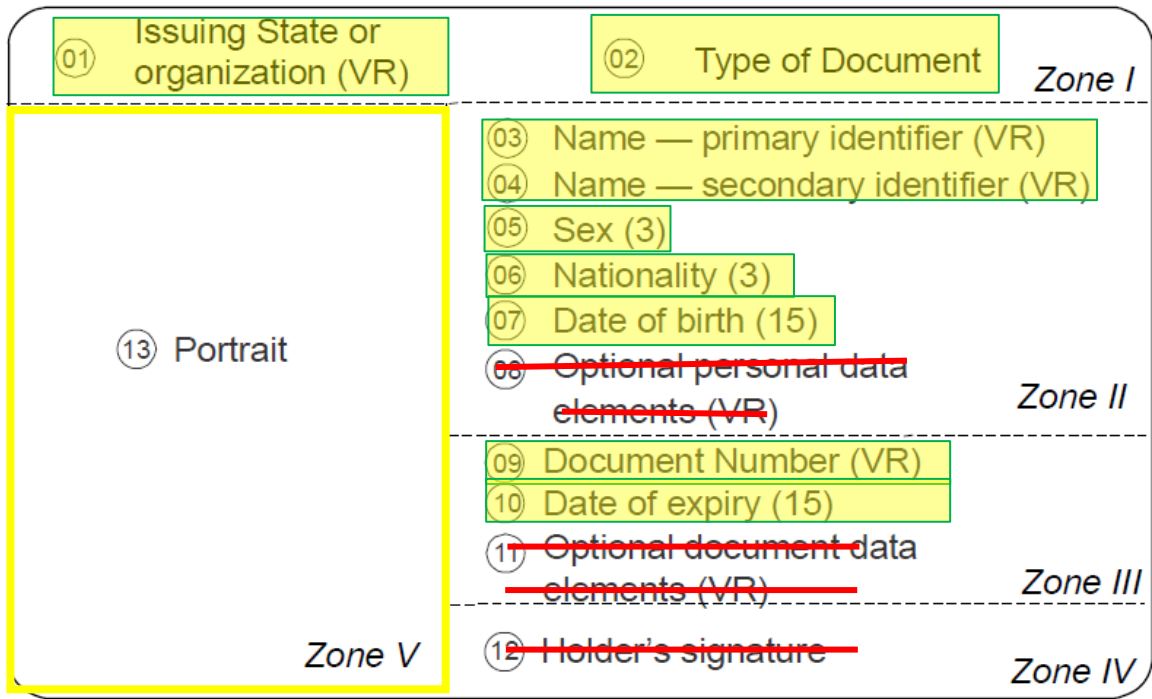 01 Issuing State or
organization (VR)
02 Type of Document
Zone I
03 Name — primary identifier (VR)
04 Name — secondary identifier (VR)
05 Sex (3)
06 Nationality (3)
07 Date of birth (15)
08 Optional personal data
elements (VR)
Zone II
09 Document Number (VR)
10 Date of expiry (15)
11 Optional document data
elements (VR)
Zone III
12 Holder's signature
Zone IV
13 Portrait
Zone V